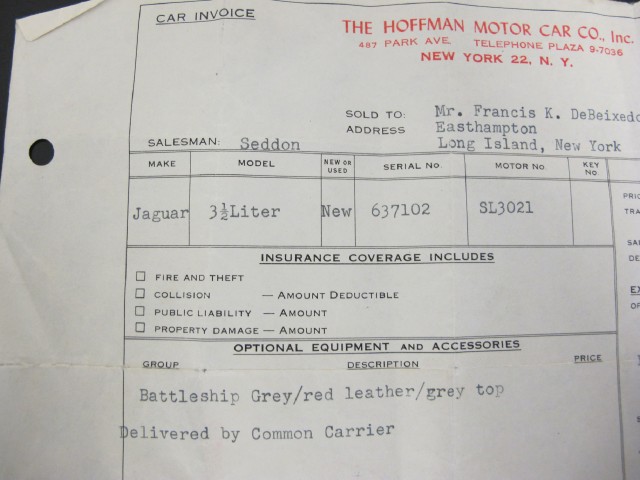 CAR INVOICE
THE HOFFMAN MOTOR CAR CO., Inc.
487 PARK AVE. TELEPHONE PLAZA 9-7036
NEW YORK 22, N. Y.
SOLD TO: Mr. Francis K. DeBeixedo
ADDRESS Easthampton
SALESMAN: Seddon Long Island, New York
MAKE MODEL NEW OR USED SERIAL NO. MOTOR NO. KEY NO.
Jaguar 3½Liter New 637102 SL3021
INSURANCE COVERAGE INCLUDES
FIRE AND THEFT
COLLISION — AMOUNT DEDUCTIBLE
PUBLIC LIABILITY — AMOUNT
PROPERTY DAMAGE — AMOUNT
OPTIONAL EQUIPMENT AND ACCESSORIES
GROUP DESCRIPTION PRICE
Battleship Grey/red leather/grey top
Delivered by Common Carrier